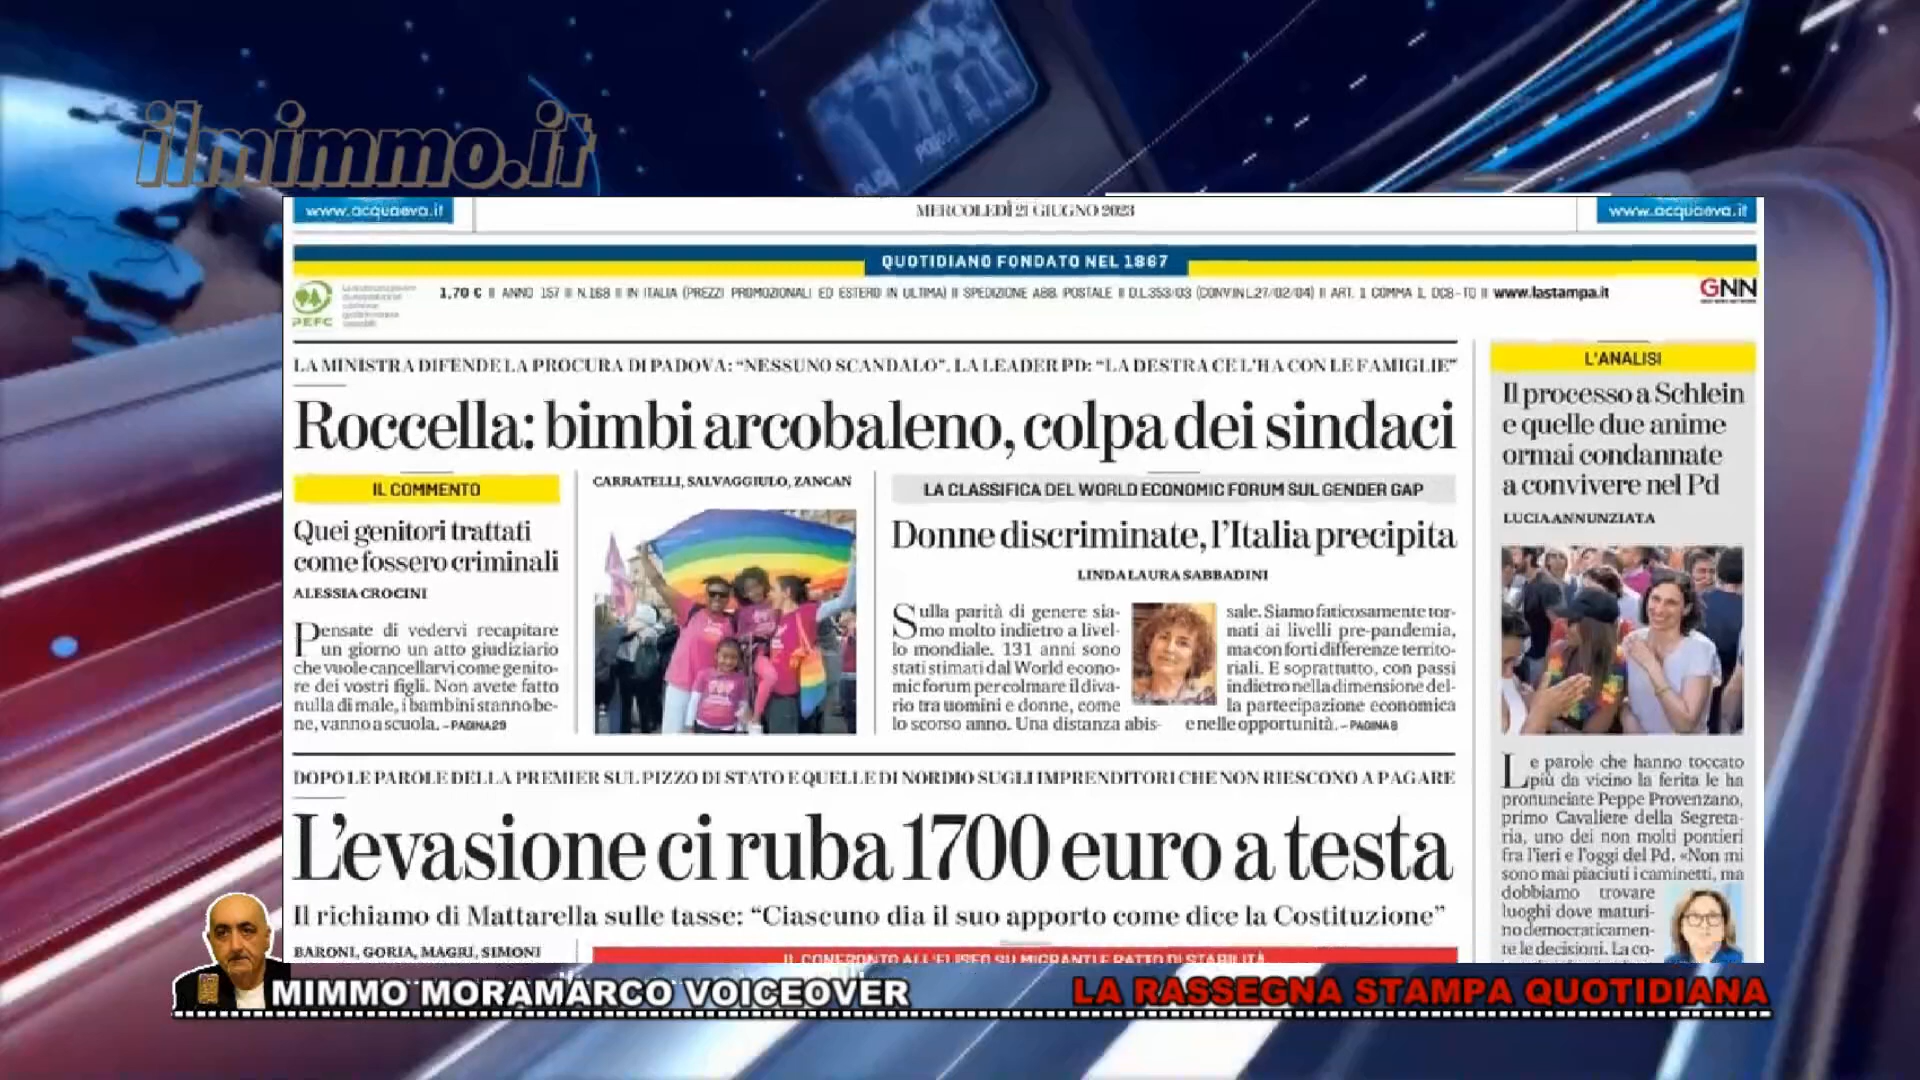 ilmimmo.it
www.acquaeva.it
MERCOLEDÌ 21 GIUGNO 2023
www.acquaeva.it
QUOTIDIANO FONDATO NEL 1867
1,70 € II ANNO 157 II N.168 II IN ITALIA (PREZZI PROMOZIONALI ED ESTERO IN ULTIMA) II SPEDIZIONE ABB. POSTALE II D.L.353/03 (CONV.INL.27/02/04) II ART. 1 COMMA 1, DCB-TO II www.lastampa.it
GNN
PEFC
LA MINISTRA DIFENDE LA PROCURA DI PADOVA: “NESSUNO SCANDALO”. LA LEADER PD: “LA DESTRA CE L’HA CON LE FAMIGLIE”
Roccella: bimbi arcobaleno, colpa dei sindaci
IL COMMENTO
Quei genitori trattati
come fossero criminali
ALESSIA CROCINI
Pensate di vedervi recapitare
un giorno un atto giudiziario
che vuole cancellarvi come genito-
re dei vostri figli. Non avete fatto
nulla di male, i bambini stanno be-
ne, vanno a scuola. – PAGINA 29
CARRATELLI, SALVAGGIULO, ZANCAN
LA CLASSIFICA DEL WORLD ECONOMIC FORUM SUL GENDER GAP
Donne discriminate, l’Italia precipita
LINDA LAURA SABBADINI
Sulla parità di genere sia-
mo molto indietro a livel-
lo mondiale. 131 anni sono
stati stimati dal World econo-
mic forum per colmare il diva-
rio tra uomini e donne, come
lo scorso anno. Una distanza abis-
sale. Siamo faticosamente tor-
nati ai livelli pre-pandemia,
ma con forti differenze territo-
riali. E soprattutto, con passi
indietro nella dimensione del-
la partecipazione economica
e nelle opportunità. – PAGINA 8
L’ANALISI
Il processo a Schlein
e quelle due anime
ormai condannate
a convivere nel Pd
LUCIA ANNUNZIATA
Le parole che hanno toccato
più da vicino la ferita le ha
pronunciate Peppe Provenzano,
primo Cavaliere della Segreta-
ria, uno dei non molti pontieri
fra l’ieri e l’oggi del Pd. «Non mi
sono mai piaciuti i caminetti, ma
dobbiamo trovare
luoghi dove maturi-
no democraticamen-
te le decisioni. La co-
DOPO LE PAROLE DELLA PREMIER SUL PIZZO DI STATO E QUELLE DI NORDIO SUGLI IMPRENDITORI CHE NON RIESCONO A PAGARE
L’evasione ci ruba 1700 euro a testa
Il richiamo di Mattarella sulle tasse: “Ciascuno dia il suo apporto come dice la Costituzione”
BARONI, GORIA, MAGRI, SIMONI
IL CONFRONTO ALL’ELISEO SU MIGRANTI E PATTO DI STABILITÀ
MIMMO MORAMARCO VOICEOVER
LA RASSEGNA STAMPA QUOTIDIANA